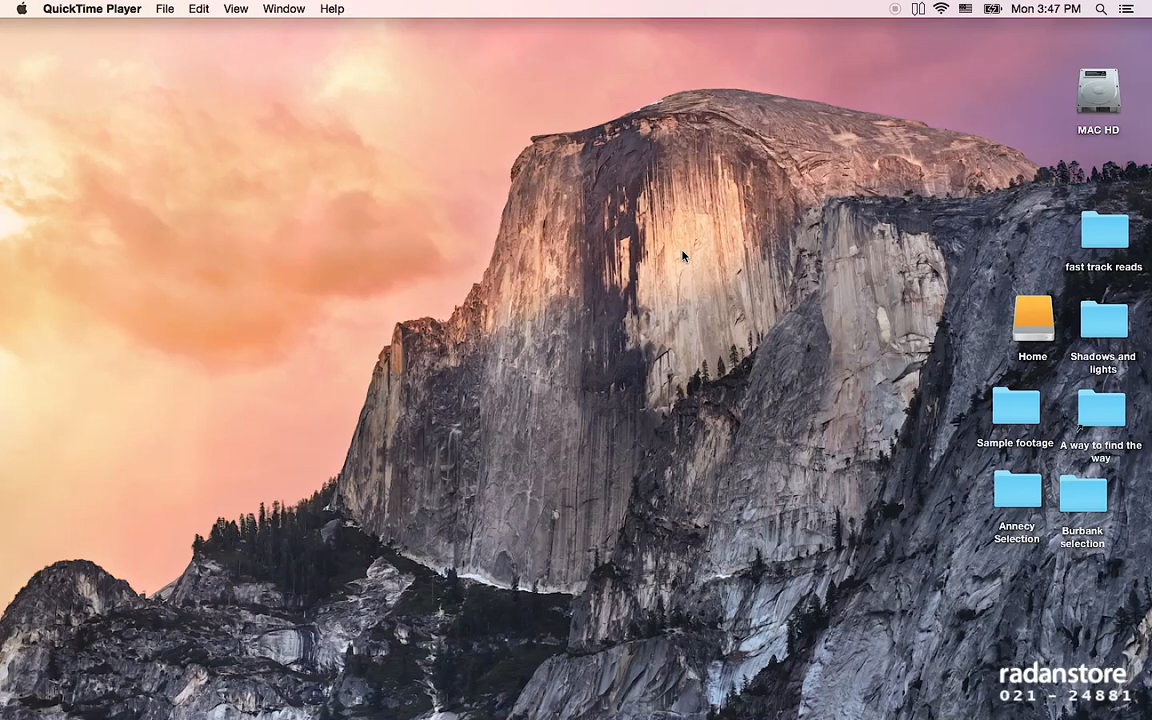 QuickTime Player File Edit View Window Help Mon 3:47 PM
MAC HD
fast track reads
Home
Shadows and
lights
Sample footage
A way to find the
way
Annecy
Selection
Burbank
selection
radanstore
021 - 24881